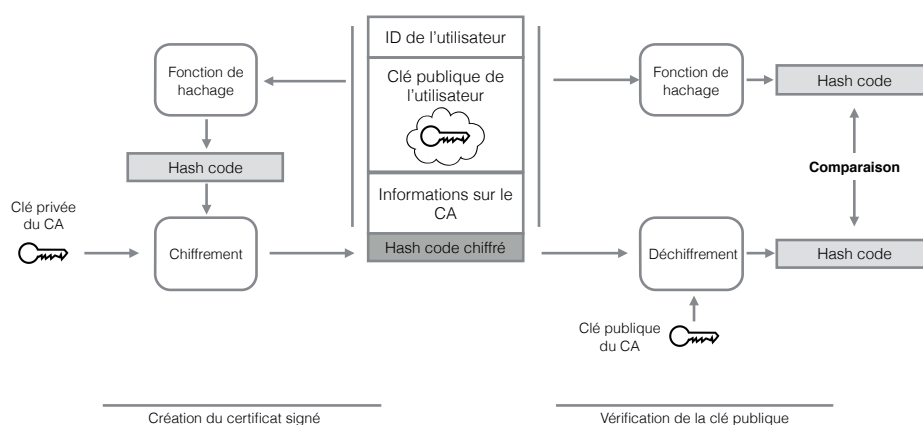 ID de l'utilisateur
Clé publique de
l'utilisateur
Informations sur le
CA
Hash code chiffré
Fonction de
hachage
Hash code
Clé privée
du CA
Chiffrement
Fonction de
hachage
Hash code
Comparaison
Déchiffrement
Hash code
Clé publique
du CA
Création du certificat signé
Vérification de la clé publique